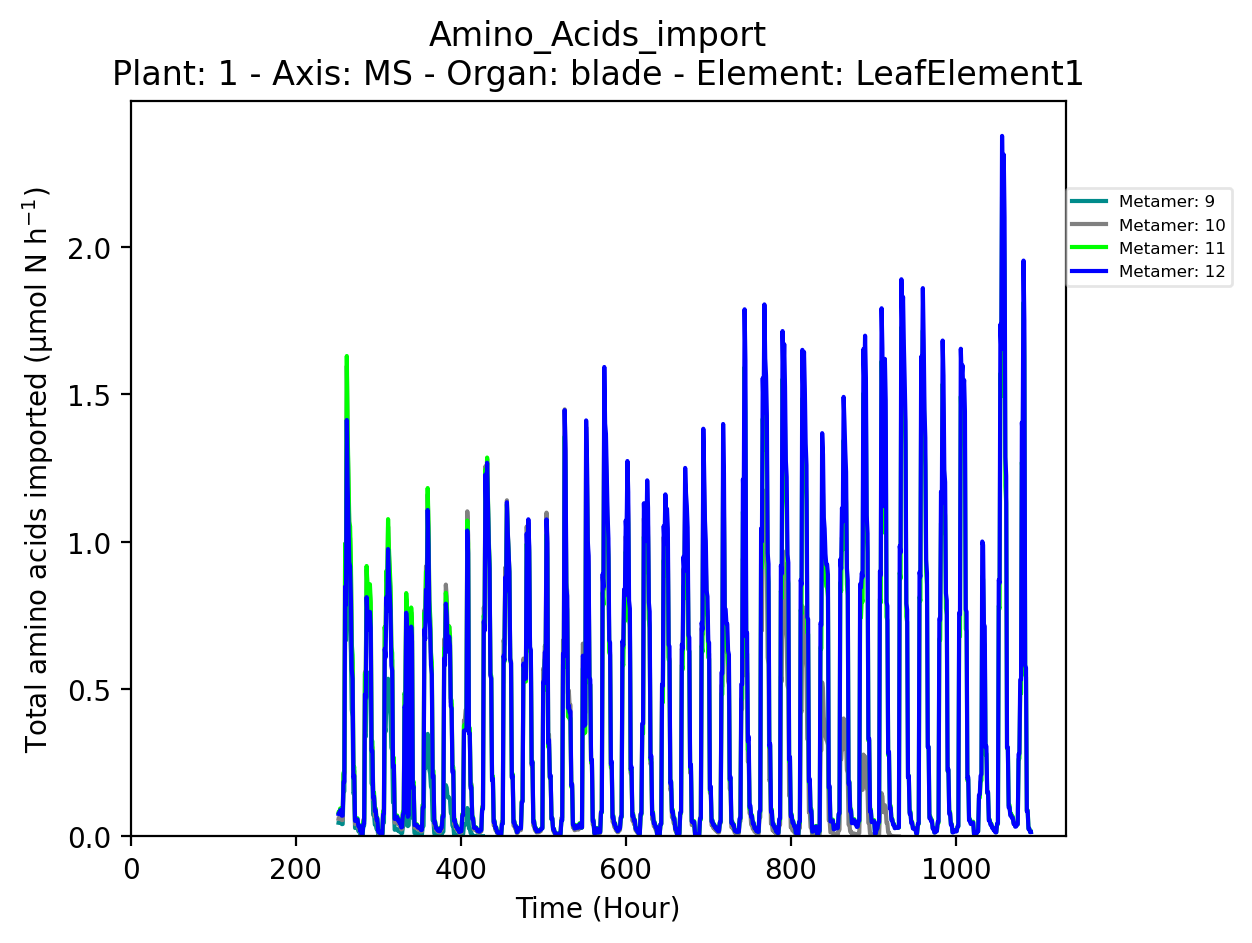 Amino_Acids_import
Plant: 1 - Axis: MS - Organ: blade - Element: LeafElement1
Total amino acids imported (µmol N h⁻¹)
2.0
1.5
1.0
0.5
0.0
0
200
400
600
800
1000
Time (Hour)
Metamer: 9
Metamer: 10
Metamer: 11
Metamer: 12